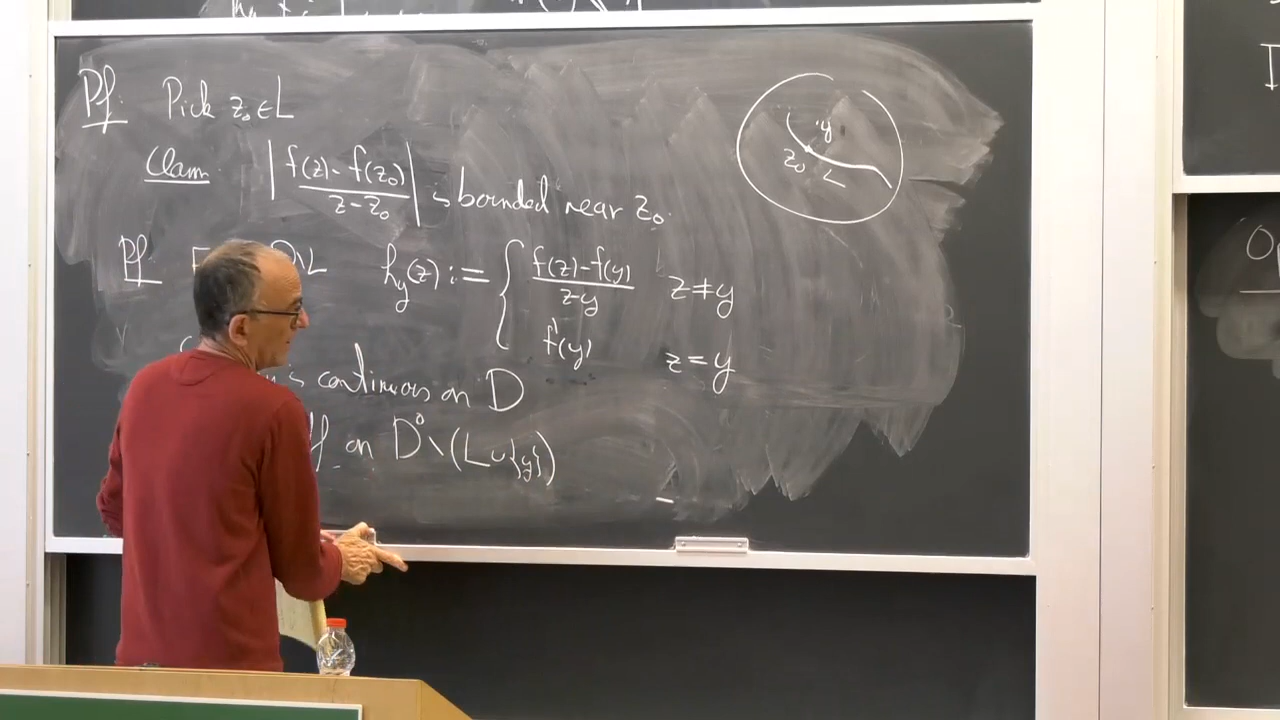 Pf. Pick z₀∈L
Claim | f(z)-f(z₀) / z-z₀ | is bounded near z₀.
Pf D\L h_y(z) := { f(z)-f(y) / z-y z≠y
f'(y) z=y
is continuous on D
on D°\(L∪{y})
y
z₀
L